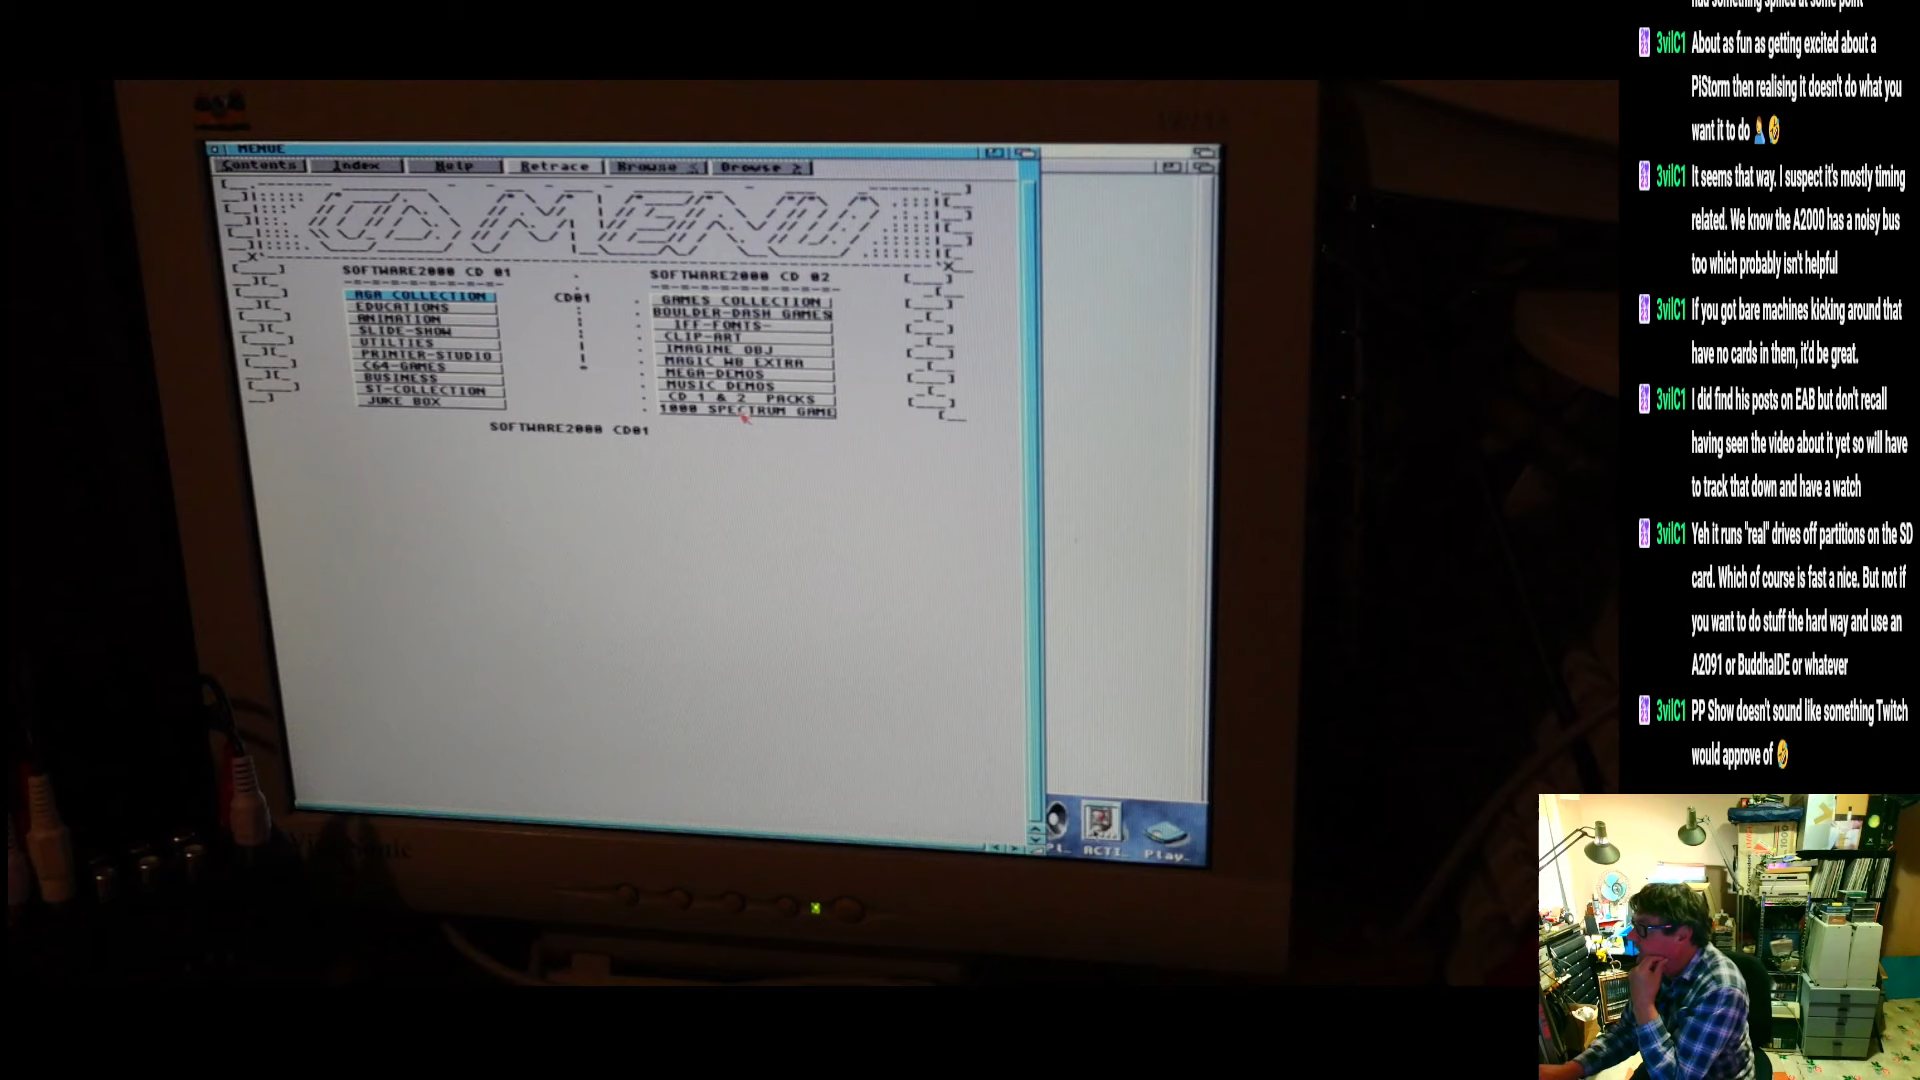 MENUE
Contents Index Help Retrace Browse < Browse >
CD MENU
SOFTWARE2000 CD 01
SOFTWARE2000 CD 02
AGA COLLECTION
EDUCATIONS
ANIMATION
SLIDE-SHOW
UTILTIES
PRINTER-STUDIO
C64-GAMES
BUSINESS
ST-COLLECTION
JUKE BOX
CD01
GAMES COLLECTION
BOULDER-DASH GAMES
IFF-FONTS-
CLIP-ART
IMAGINE OBJ
MAGIC WB EXTRA
MEGA-DEMOS
MUSIC DEMOS
CD 1 & 2 PACKS
1000 SPECTRUM GAME
SOFTWARE2000 CD01
ACTI_ Play_
had something spilled at some point
3vilC1 About as fun as getting excited about a
PiStorm then realising it doesn't do what you
want it to do
3vilC1 It seems that way. I suspect it's mostly timing
related. We know the A2000 has a noisy bus
too which probably isn't helpful
3vilC1 If you got bare machines kicking around that
have no cards in them, it'd be great.
3vilC1 I did find his posts on EAB but don't recall
having seen the video about it yet so will have
to track that down and have a watch
3vilC1 Yeh it runs "real" drives off partitions on the SD
card. Which of course is fast a nice. But not if
you want to do stuff the hard way and use an
A2091 or BuddhaIDE or whatever
3vilC1 PP Show doesn't sound like something Twitch
would approve of